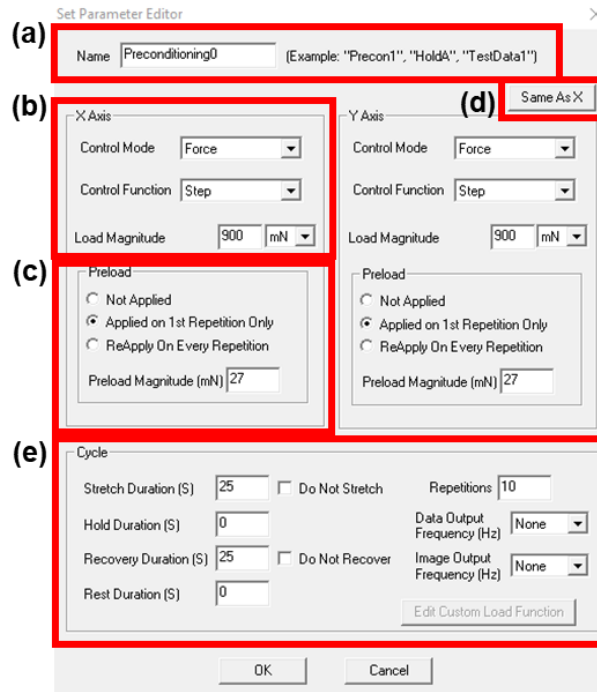 Set Parameter Editor
(a)
Name Preconditioning0 (Example: "Precon1", "HoldA", "TestData1")
(d) Same As X
(b)
X Axis
Control Mode Force
Control Function Step
Load Magnitude 900 mN
Y Axis
Control Mode Force
Control Function Step
Load Magnitude 900 mN
(c)
Preload
Not Applied
Applied on 1st Repetition Only
ReApply On Every Repetition
Preload Magnitude (mN) 27
Preload
Not Applied
Applied on 1st Repetition Only
ReApply On Every Repetition
Preload Magnitude (mN) 27
(e)
Cycle
Stretch Duration (S) 25 Do Not Stretch Repetitions 10
Hold Duration (S) 0 Data Output
Frequency (Hz) None
Recovery Duration (S) 25 Do Not Recover Image Output
Frequency (Hz) None
Rest Duration (S) 0
Edit Custom Load Function
OK Cancel